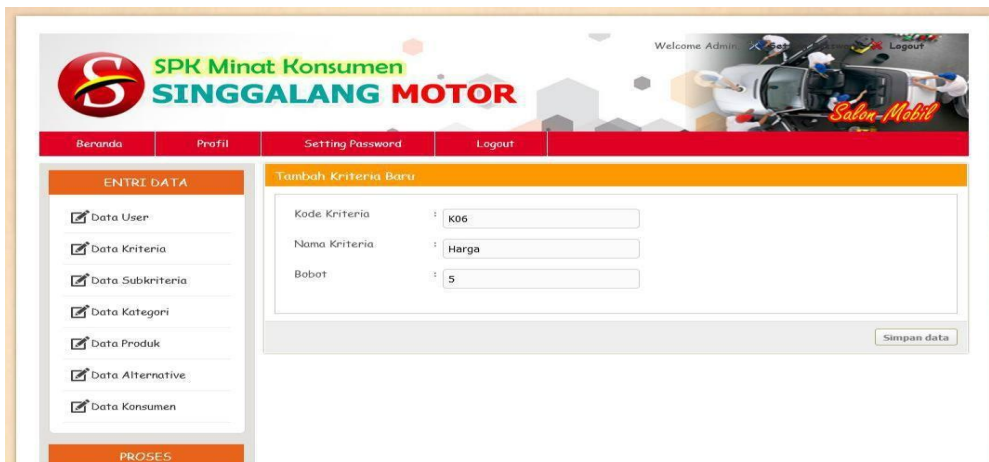 Welcome Admin, Logout
SPK Minat Konsumen
SINGGALANG MOTOR
Salon-Mobil
Beranda Profil Setting Password Logout
ENTRI DATA
Data User
Data Kriteria
Data Subkriteria
Data Kategori
Data Produk
Data Alternative
Data Konsumen
PROSES
Tambah Kriteria Baru
Kode Kriteria : K06
Nama Kriteria : Harga
Bobot : 5
Simpan data